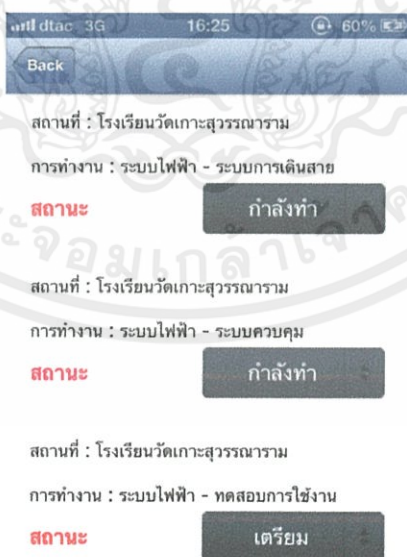 dtac 3G 16:25 60%
Back
สถานที่ : โรงเรียนวัดเกาะสุวรรณาราม
การทำงาน : ระบบไฟฟ้า - ระบบการเดินสาย
สถานะ กำลังทำ
สถานที่ : โรงเรียนวัดเกาะสุวรรณาราม
การทำงาน : ระบบไฟฟ้า - ระบบควบคุม
สถานะ กำลังทำ
สถานที่ : โรงเรียนวัดเกาะสุวรรณาราม
การทำงาน : ระบบไฟฟ้า - ทดสอบการใช้งาน
สถานะ เตรียม